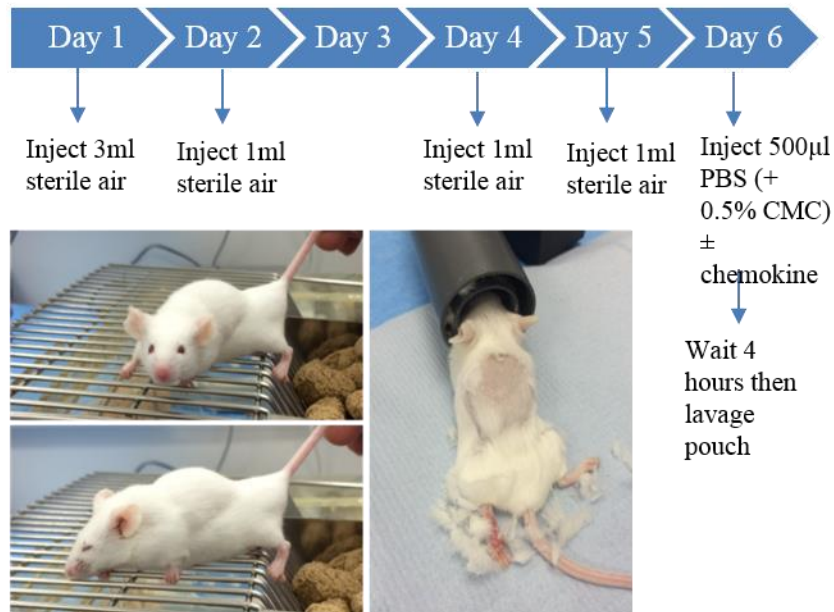 Day 1 Day 2 Day 3 Day 4 Day 5 Day 6
Inject 3ml
sterile air
Inject 1ml
sterile air
Inject 1ml
sterile air
Inject 1ml
sterile air
Inject 500μl
PBS (+
0.5% CMC)
±
chemokine
Wait 4
hours then
lavage
pouch